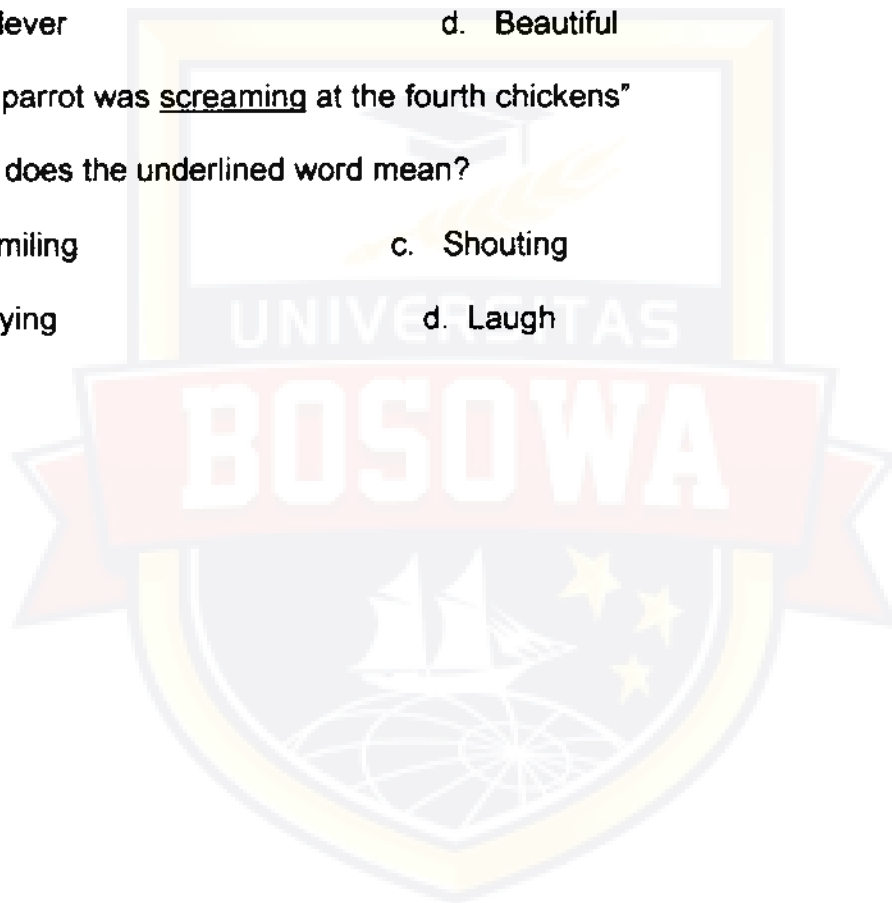 lever d. Beautiful
parrot was screaming at the fourth chickens”
does the underlined word mean?
miling c. Shouting
ying d. Laugh
UNIVERSITAS
BOSOWA